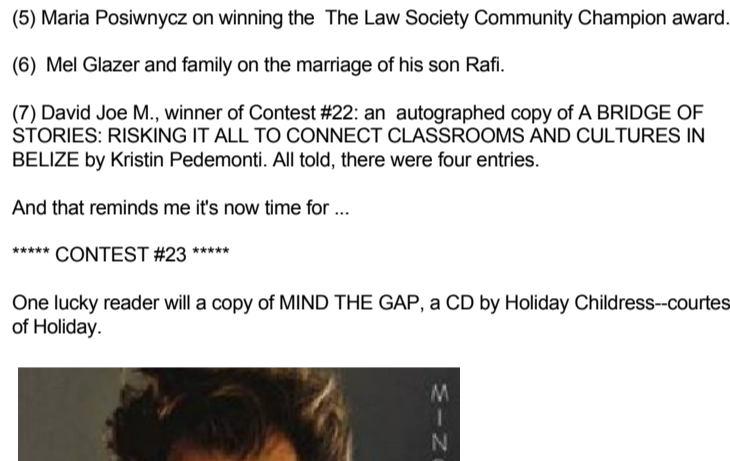 (5) Maria Posiwnycz on winning the  The Law Society Community Champion award.
(6)  Mel Glazer and family on the marriage of his son Rafi.
(7) David Joe M., winner of Contest #22: an  autographed copy of A BRIDGE OF
STORIES: RISKING IT ALL TO CONNECT CLASSROOMS AND CULTURES IN
BELIZE by Kristin Pedemonti. All told, there were four entries.
And that reminds me it's now time for ...
***** CONTEST #23 *****
One lucky reader will a copy of MIND THE GAP, a CD by Holiday Childress--courtes
of Holiday.
M
I
N